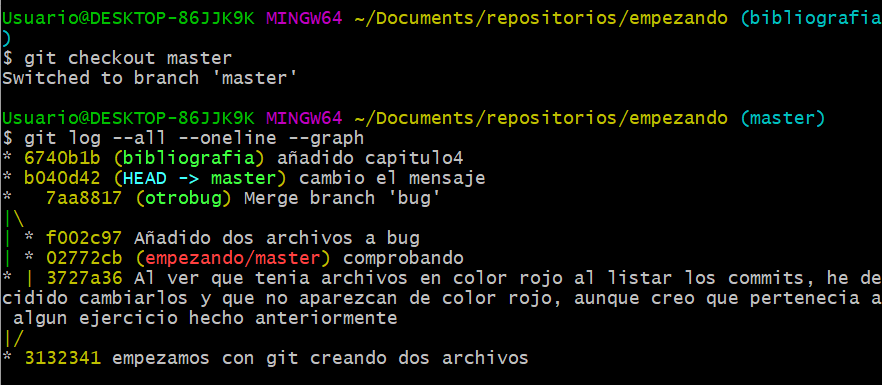 Usuario@DESKTOP-86JJK9K MINGW64 ~/Documents/repositorios/empezando (bibliografia
)
$ git checkout master
Switched to branch 'master'

Usuario@DESKTOP-86JJK9K MINGW64 ~/Documents/repositorios/empezando (master)
$ git log --all --oneline --graph
* 6740b1b (bibliografia) añadido capitulo4
* b040d42 (HEAD -> master) cambio el mensaje
*   7aa8817 (otrobug) Merge branch 'bug'
|\
| * f002c97 Añadido dos archivos a bug
| * 02772cb (empezando/master) comprobando
* | 3727a36 Al ver que tenia archivos en color rojo al listar los commits, he de
cidido cambiarlos y que no aparezcan de color rojo, aunque creo que pertenecia a
 algun ejercicio hecho anteriormente
|/
* 3132341 empezamos con git creando dos archivos